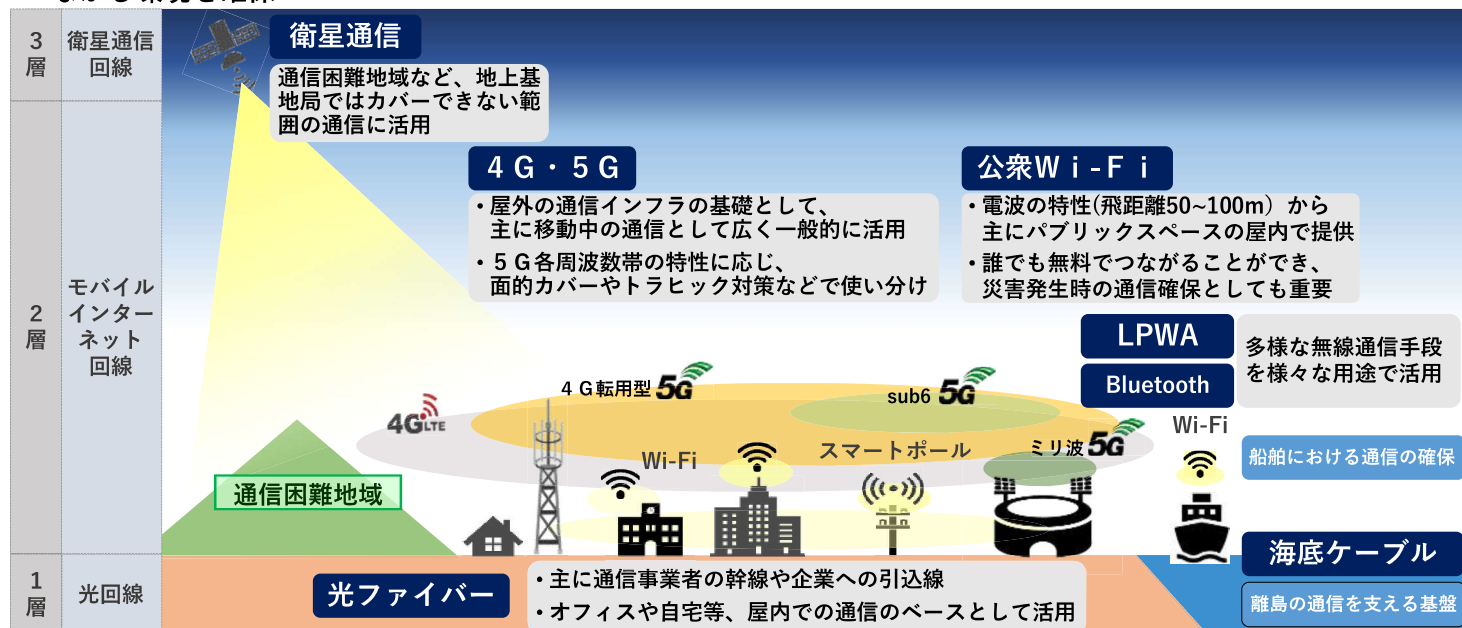 3
層
衛星通信
回線
衛星通信
通信困難地域など、地上基
地局ではカバーできない範
囲の通信に活用
4G・5G
・屋外の通信インフラの基礎として、
主に移動中の通信として広く一般的に活用
・5G各周波数帯の特性に応じ、
面的カバーやトラヒック対策などで使い分け
公衆Wi-Fi
・電波の特性(飛距離50~100m）から
主にパブリックスペースの屋内で提供
・誰でも無料でつながることができ、
災害発生時の通信確保としても重要
2
層
モバイル
インター
ネット
回線
LPWA
Bluetooth
多様な無線通信手段
を様々な用途で活用
4G LTE
4G転用型 5G
sub6 5G
ミリ波 5G
Wi-Fi
スマートポール
Wi-Fi
船舶における通信の確保
通信困難地域
1
層
光回線
光ファイバー
・主に通信事業者の幹線や企業への引込線
・オフィスや自宅等、屋内での通信のベースとして活用
海底ケーブル
離島の通信を支える基盤